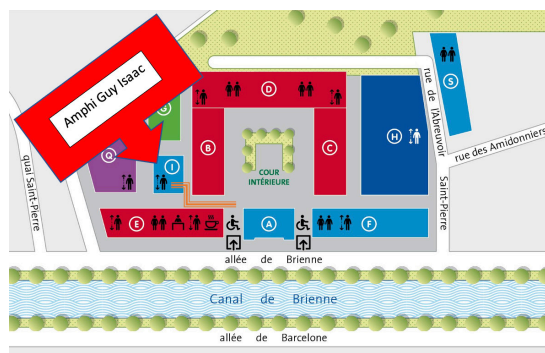 Amphi Guy Isaac
G
D
S
rue de l'Abreuvoir
B
COUR
INTÉRIEURE
C
H
rue des Amidonniers
Q
I
quai Saint-Pierre
Saint-Pierre
E
A
F
allée de Brienne
Canal de Brienne
allée de Barcelone